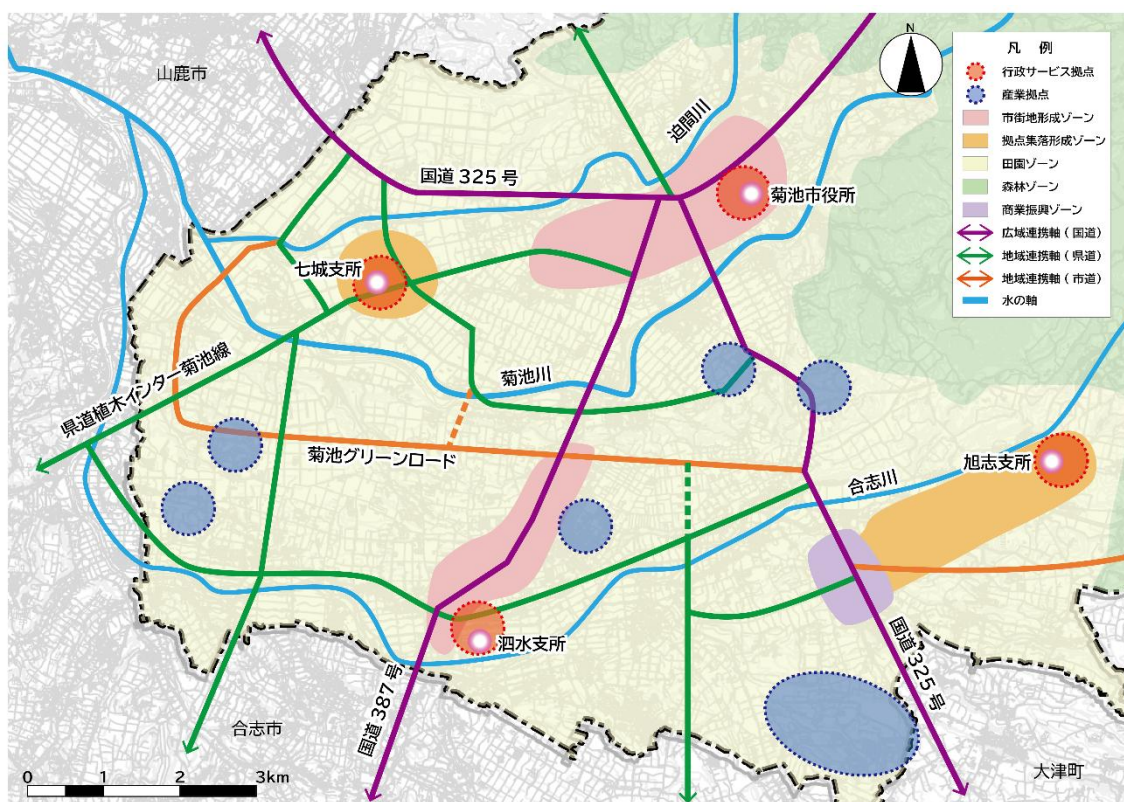 山鹿市
迫間川
国道325号
菊池市役所
七城支所
菊池川
県道植木インター菊池線
菊池グリーンロード
合志川
旭志支所
泗水支所
国道387号
国道325号
合志市
大津町
0 1 2 3km
凡 例
行政サービス拠点
産業拠点
市街地形成ゾーン
拠点集落形成ゾーン
田園ゾーン
森林ゾーン
商業振興ゾーン
広域連携軸(国道)
地域連携軸(県道)
地域連携軸(市道)
水の軸